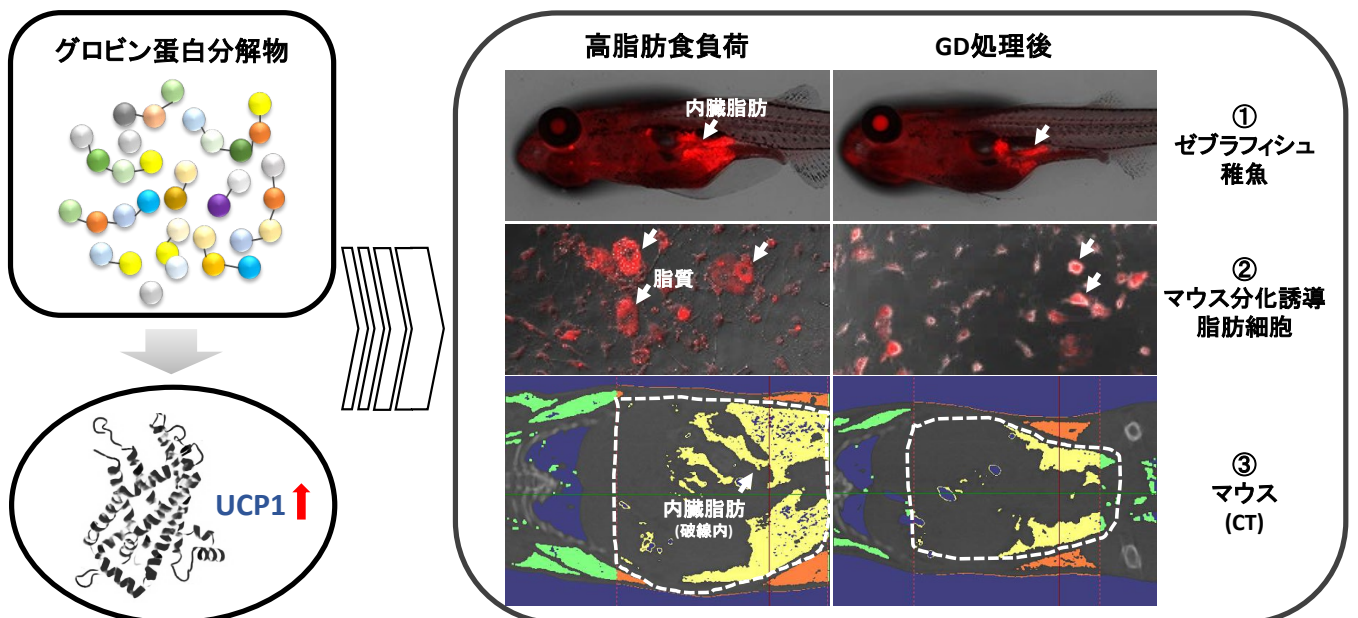 グロビン蛋白分解物
UCP1
高脂肪食負荷
GD処理後
内臓脂肪
①
ゼブラフィッシュ
稚魚
脂質
②
マウス分化誘導
脂肪細胞
内臓脂肪
(破線内)
③
マウス
(CT)